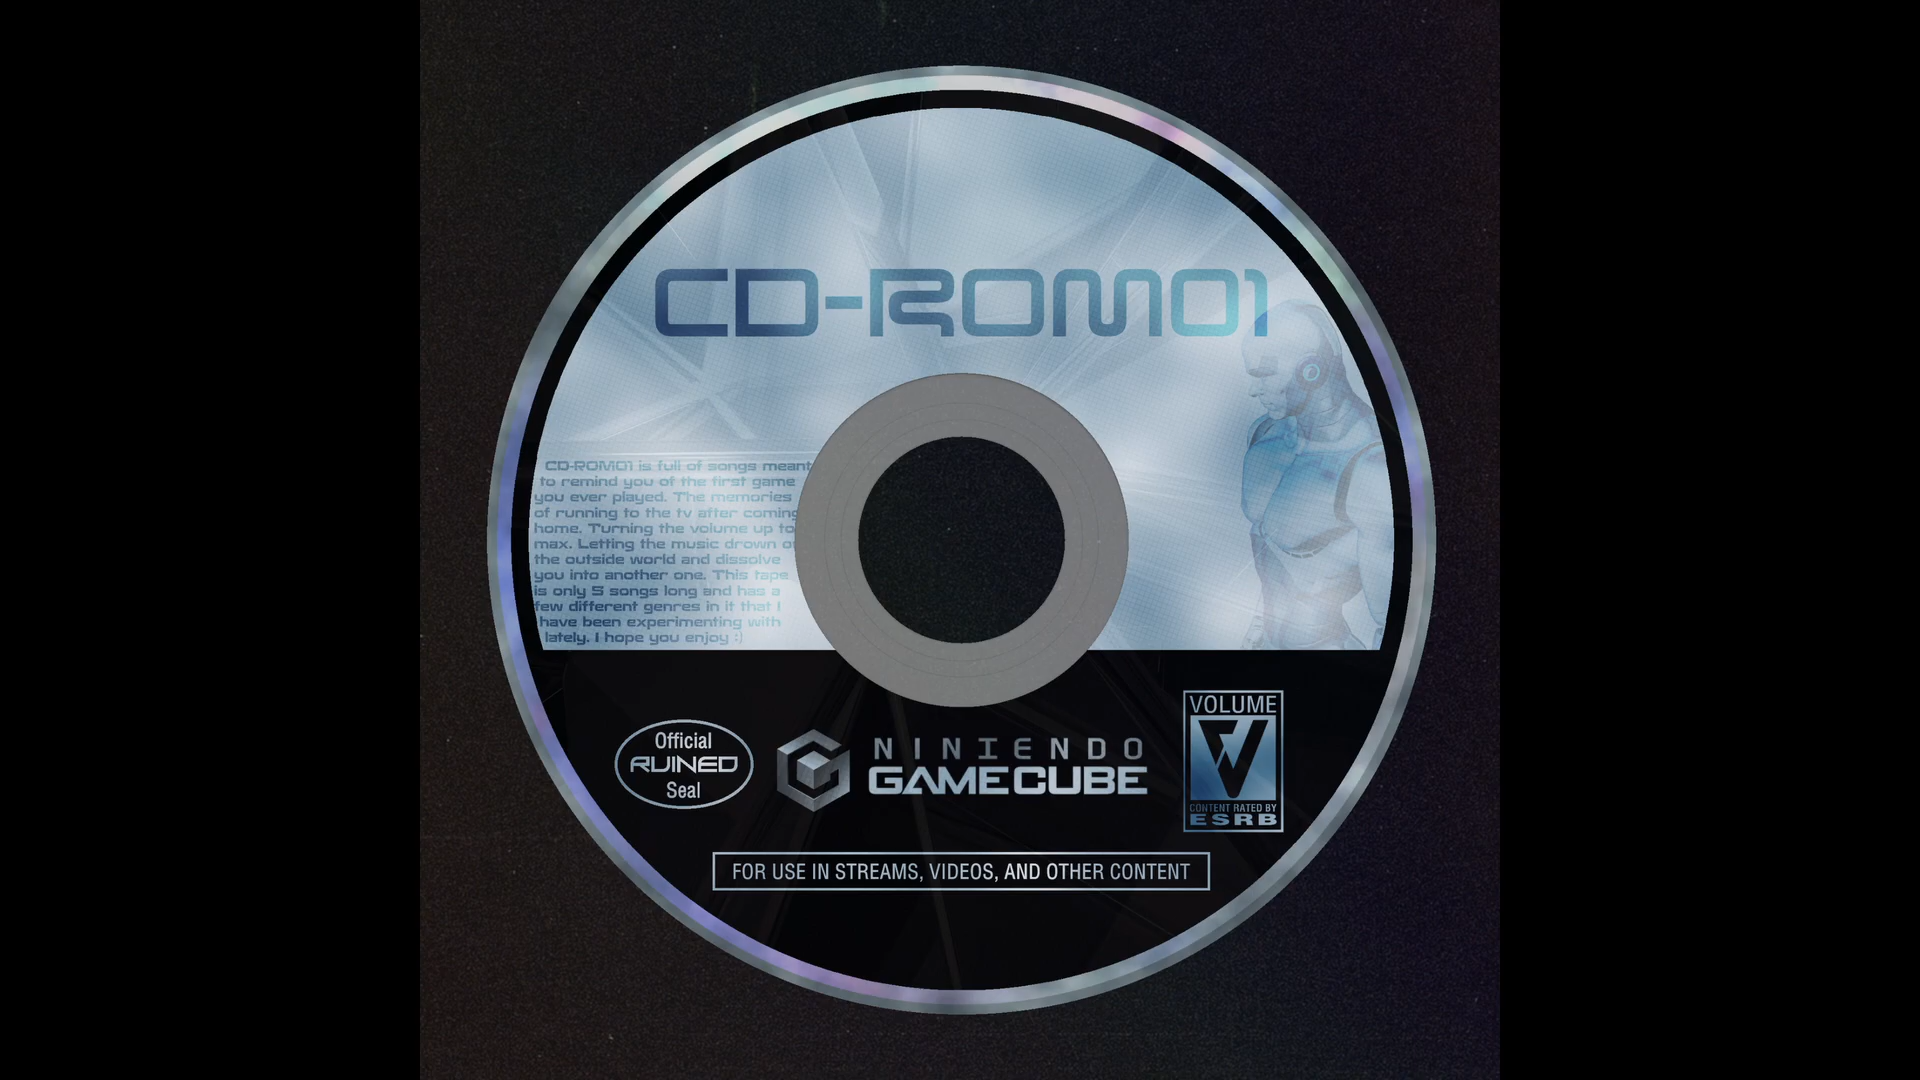 CD-ROM01
CD-ROM01 is full of songs meant
to remind you of the first game
you ever played. The memories
of running to the tv after coming
home. Turning the volume up to
max. Letting the music drown
the outside world and dissolve
you into another one. This tape
is only 5 songs long and has a
few different genres in it that I
have been experimenting with
lately. I hope you enjoy :)
Official
RUINED
Seal
NINIENDO
GAMECUBE
VOLUME
V
CONTENT RATED BY
ESRB
FOR USE IN STREAMS, VIDEOS, AND OTHER CONTENT